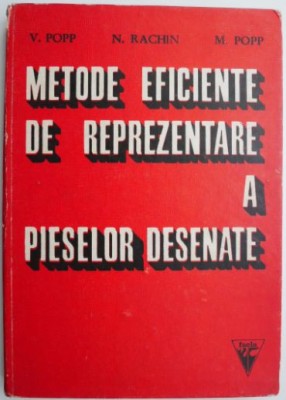 V. POPP N. RACHIN M. POPP
METODE EFICIENTE
DE REPREZENTARE
A
PIESELOR DESENATE